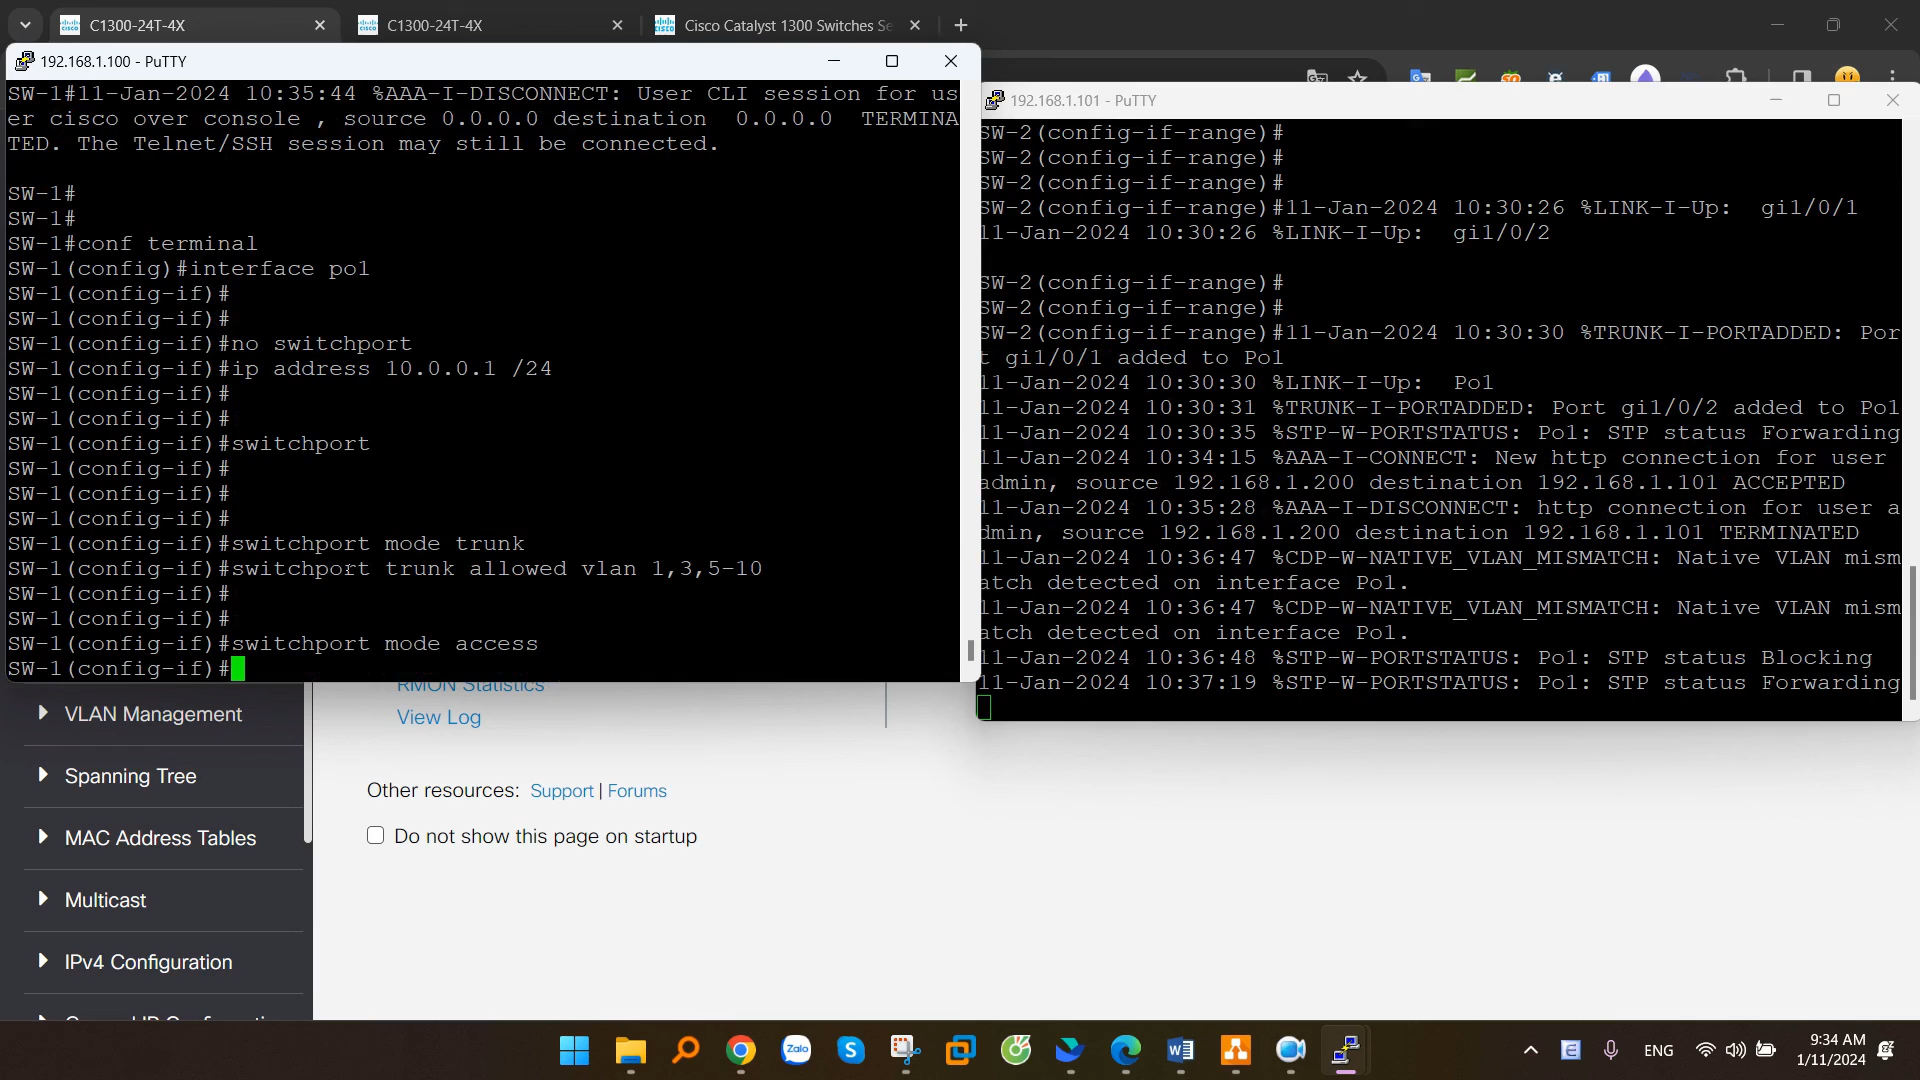 C1300-24T-4X
C1300-24T-4X
Cisco Catalyst 1300 Switches Se
192.168.1.100 - PuTTY
SW-1#11-Jan-2024 10:35:44 %AAA-I-DISCONNECT: User CLI session for us
er cisco over console , source 0.0.0.0 destination  0.0.0.0  TERMINA
TED. The Telnet/SSH session may still be connected.
SW-1#
SW-1#
SW-1#conf terminal
SW-1(config)#interface po1
SW-1(config-if)#
SW-1(config-if)#
SW-1(config-if)#no switchport
SW-1(config-if)#ip address 10.0.0.1 /24
SW-1(config-if)#
SW-1(config-if)#
SW-1(config-if)#switchport
SW-1(config-if)#
SW-1(config-if)#
SW-1(config-if)#
SW-1(config-if)#switchport mode trunk
SW-1(config-if)#switchport trunk allowed vlan 1,3,5-10
SW-1(config-if)#
SW-1(config-if)#
SW-1(config-if)#switchport mode access
SW-1(config-if)#
192.168.1.101 - PuTTY
SW-2(config-if-range)#
SW-2(config-if-range)#
SW-2(config-if-range)#
SW-2(config-if-range)#11-Jan-2024 10:30:26 %LINK-I-Up:  gi1/0/1
11-Jan-2024 10:30:26 %LINK-I-Up:  gi1/0/2
SW-2(config-if-range)#
SW-2(config-if-range)#
SW-2(config-if-range)#11-Jan-2024 10:30:30 %TRUNK-I-PORTADDED: Por
t gi1/0/1 added to Po1
11-Jan-2024 10:30:30 %LINK-I-Up:  Po1
11-Jan-2024 10:30:31 %TRUNK-I-PORTADDED: Port gi1/0/2 added to Po1
11-Jan-2024 10:30:35 %STP-W-PORTSTATUS: Po1: STP status Forwarding
11-Jan-2024 10:34:15 %AAA-I-CONNECT: New http connection for user
admin, source 192.168.1.200 destination 192.168.1.101 ACCEPTED
11-Jan-2024 10:35:28 %AAA-I-DISCONNECT: http connection for user a
dmin, source 192.168.1.200 destination 192.168.1.101 TERMINATED
11-Jan-2024 10:36:47 %CDP-W-NATIVE_VLAN_MISMATCH: Native VLAN mism
atch detected on interface Po1.
11-Jan-2024 10:36:47 %CDP-W-NATIVE_VLAN_MISMATCH: Native VLAN mism
atch detected on interface Po1.
11-Jan-2024 10:36:48 %STP-W-PORTSTATUS: Po1: STP status Blocking
11-Jan-2024 10:37:19 %STP-W-PORTSTATUS: Po1: STP status Forwarding
VLAN Management
Spanning Tree
MAC Address Tables
Multicast
IPv4 Configuration
RMON Statistics
View Log
Other resources: Support | Forums
Do not show this page on startup
Zalo
ENG
9:34 AM
1/11/2024